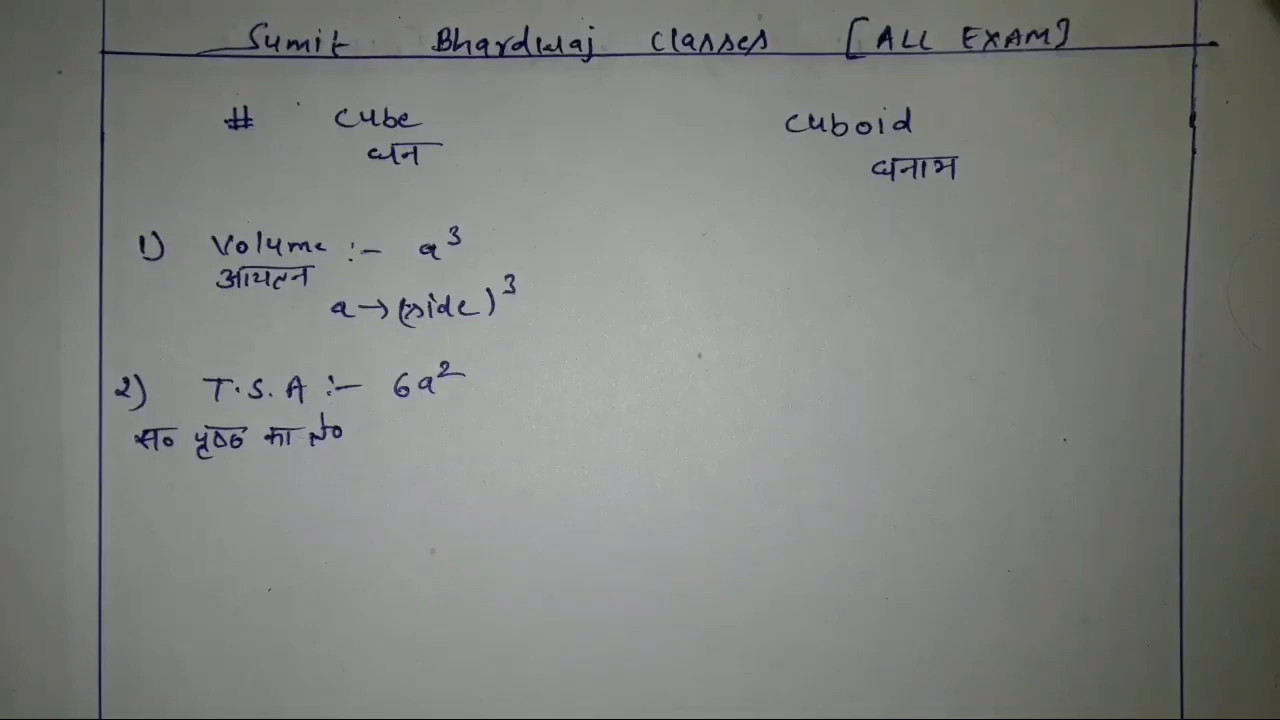 Sumit Bhardwaj Classes [ALL EXAM]
# Cube Cuboid
घन घनाभ
1) Volume :- a³
आयतन
a → (side)³
2) T.S.A :- 6a²
स० पृष्ठ का क्षे०